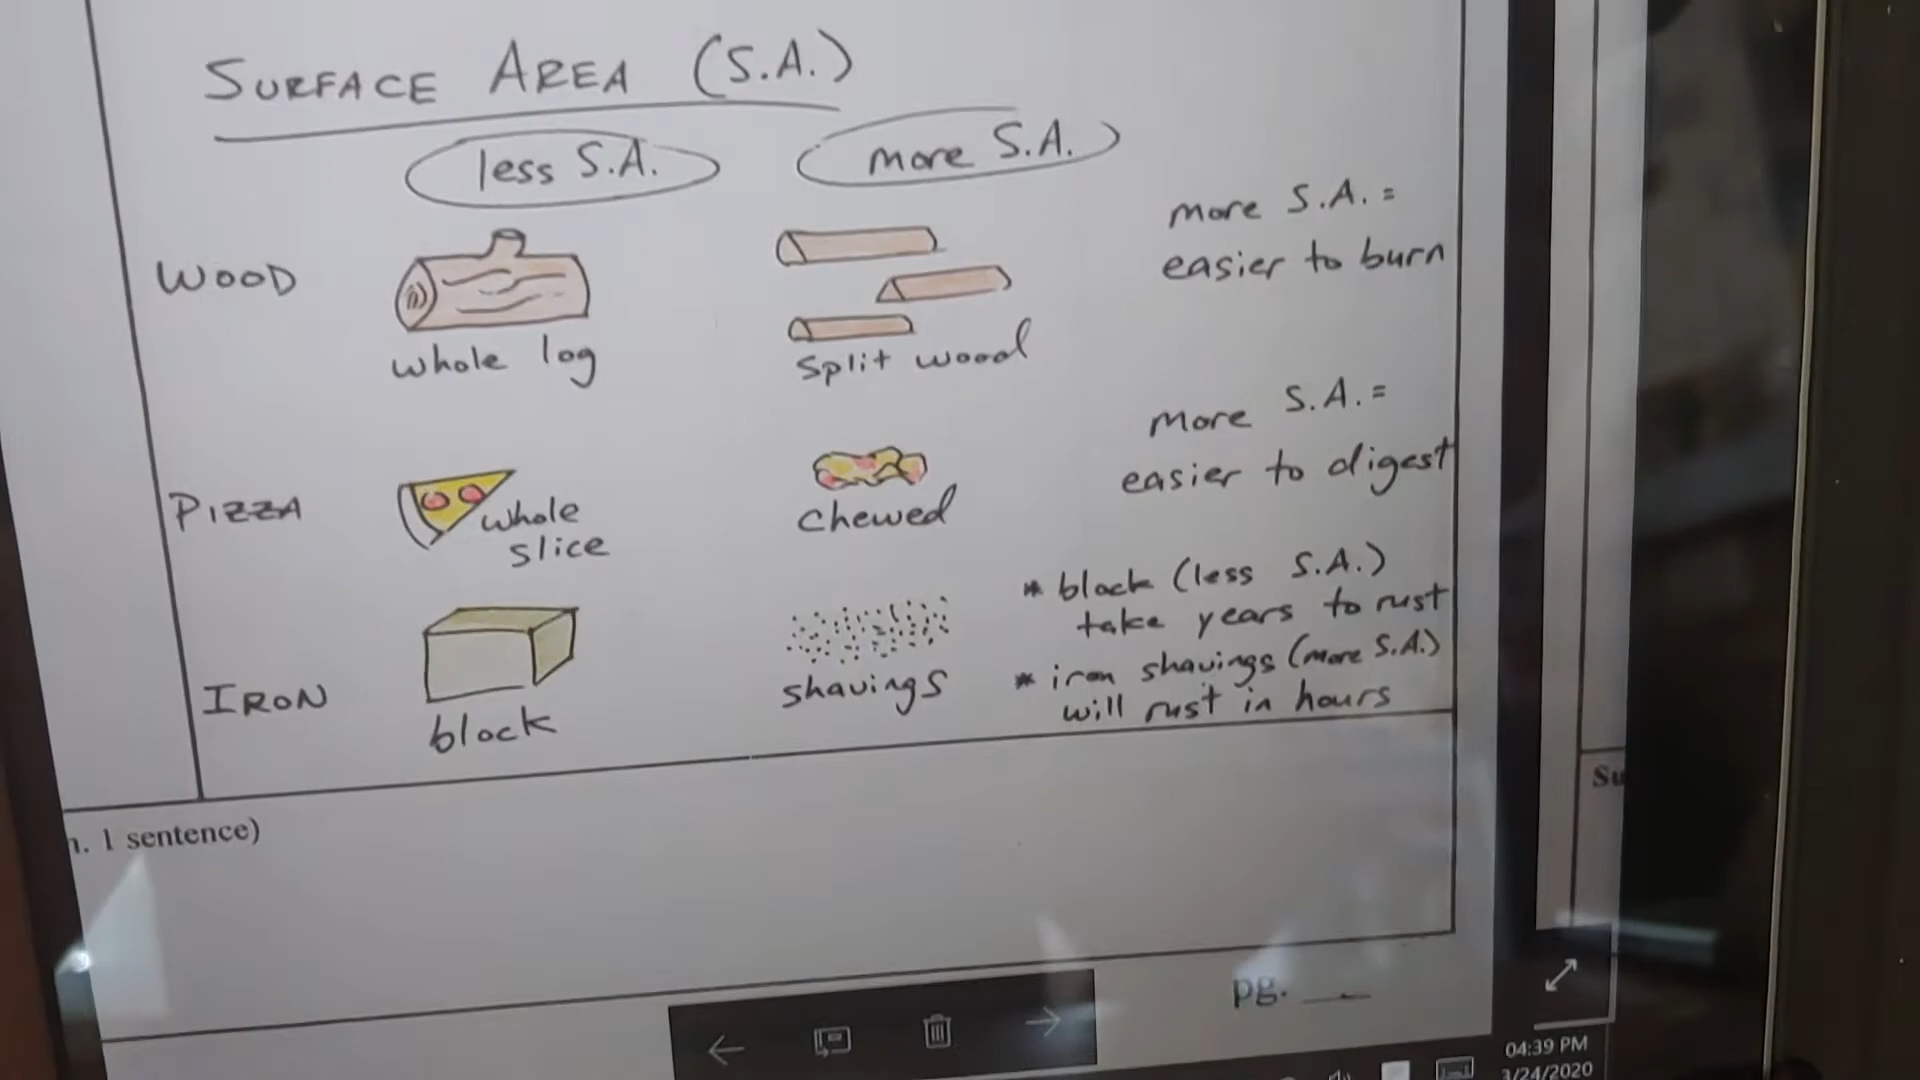 SURFACE AREA (S.A.)
less S.A.
more S.A.
WOOD
whole log
split wood
more S.A. =
easier to burn
PIZZA
whole
slice
chewed
more S.A. =
easier to digest
IRON
block
shavings
* block (less S.A.)
take years to rust
* iron shavings (more S.A.)
will rust in hours
1 sentence)
pg. __
04:39 PM
3/24/2020